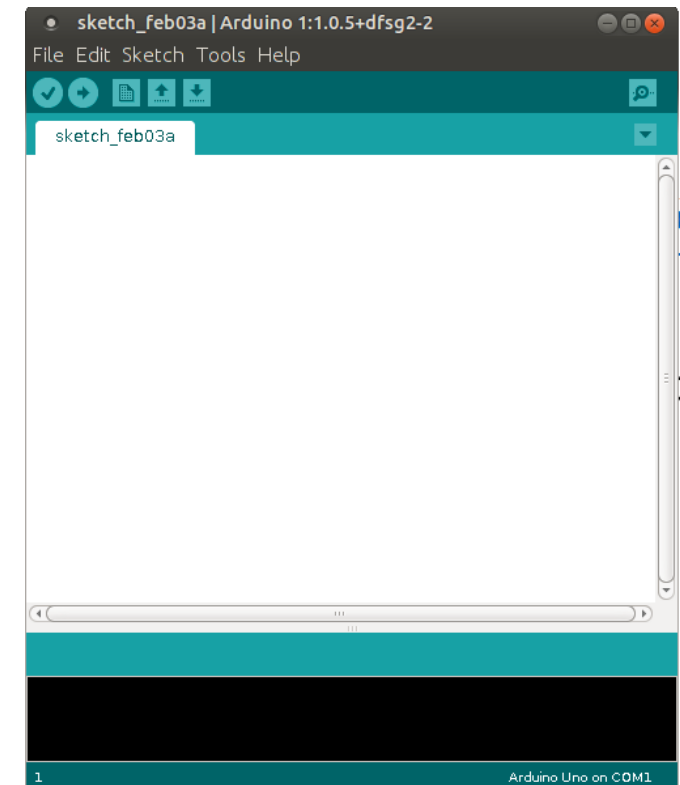 sketch_feb03a | Arduino 1:1.0.5+dfsg2-2
File Edit Sketch Tools Help
sketch_feb03a
1 Arduino Uno on COM1